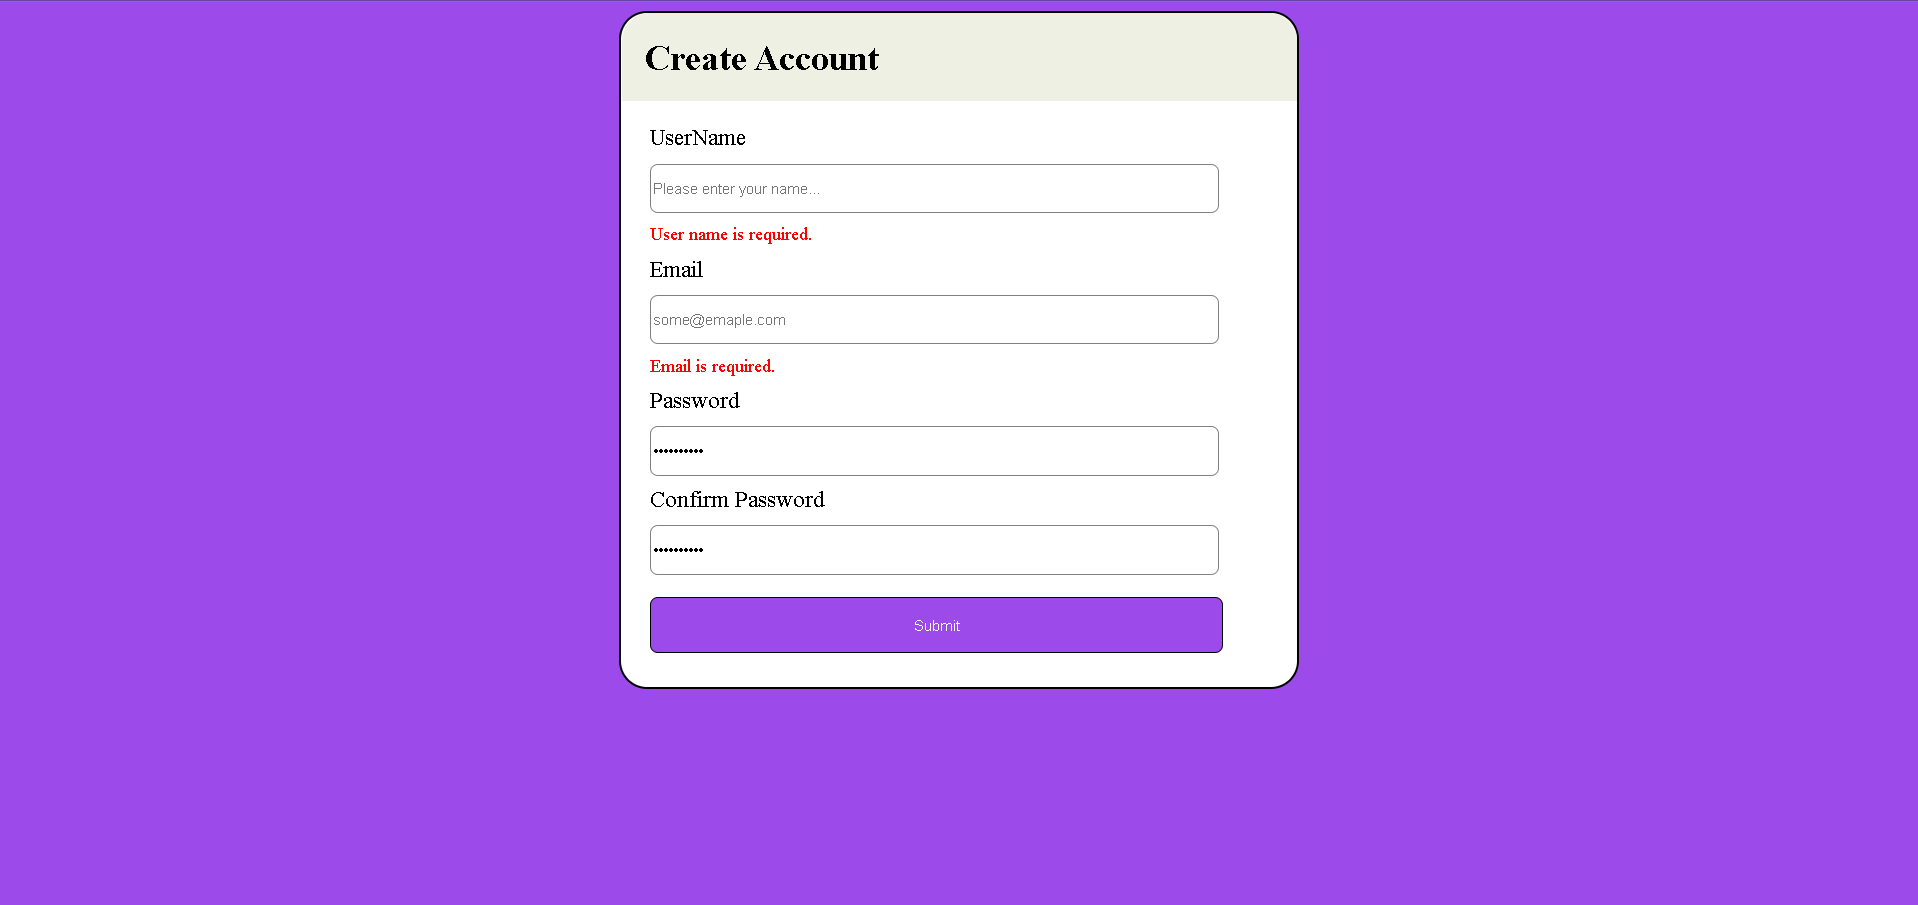 Create Account
UserName
Please enter your name...
User name is required.
Email
some@emaple.com
Email is required.
Password
••••••••••
Confirm Password
••••••••••
Submit